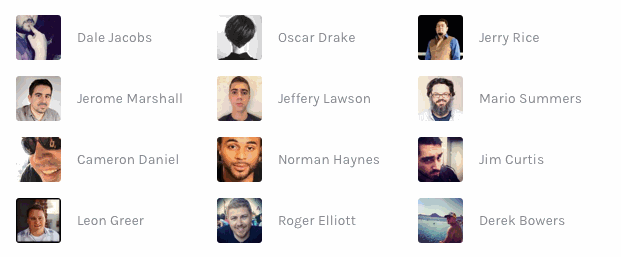 Dale Jacobs
Oscar Drake
Jerry Rice
Jerome Marshall
Jeffery Lawson
Mario Summers
Cameron Daniel
Norman Haynes
Jim Curtis
Leon Greer
Roger Elliott
Derek Bowers